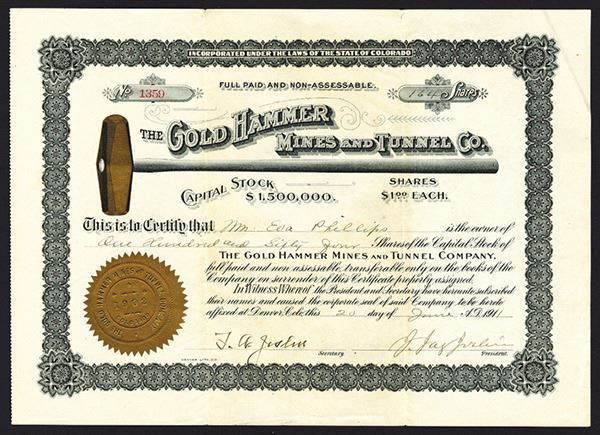 INCORPORATED UNDER THE LAWS OF THE STATE OF COLORADO
No 1359
FULL PAID AND NON-ASSESSABLE.
164 Shares
THE GOLD HAMMER
MINES AND TUNNEL CO.
CAPITAL STOCK
$1,500,000.
SHARES
$1.00 EACH.
This is to Certify that Mrs. Eva Phillips is the owner of
One Hundred and Sixty Four Shares of the Capital Stock of
THE GOLD HAMMER MINES AND TUNNEL COMPANY,
full paid and non assessable, transferable only on the books of the
Company on surrender of this Certificate properly assigned.
In Witness Whereof the President and Secretary have hereunto subscribed
their names and caused the corporate seal of said Company to be hereto
affixed at Denver, Colo. this 20 day of June A.D. 1911
Secretary
President.